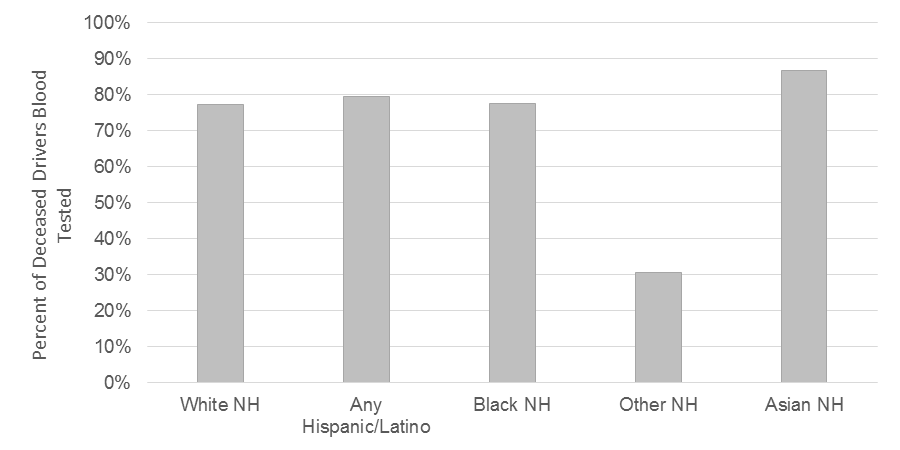 100%
90%
80%
70%
60%
50%
40%
30%
20%
10%
0%
Percent of Deceased Drivers Blood
Tested
White NH
Any
Hispanic/Latino
Black NH
Other NH
Asian NH